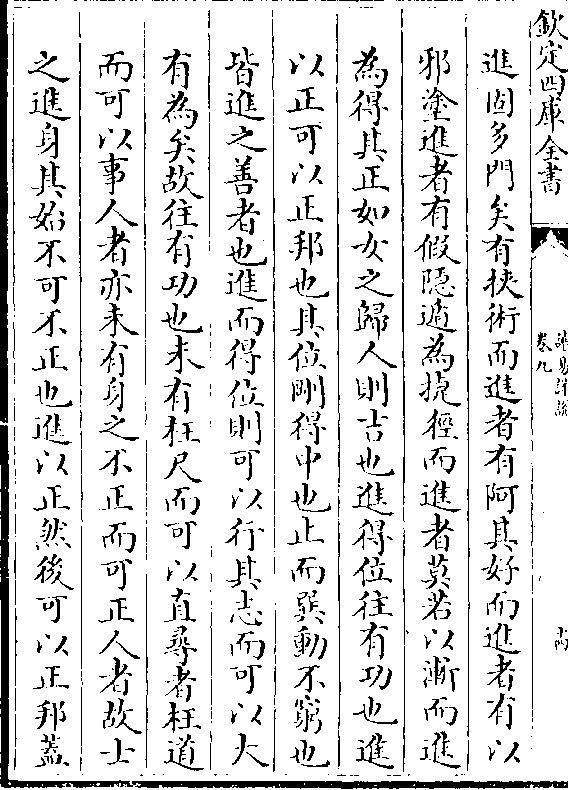 欽定四庫全書
讀易詳說
卷九
進固多門矣有挾術而進者有阿其好而進者有以
邪塗進者有假隱遁為捷徑而進者莫若以漸而進
為得其正如女之歸人則吉也進得位往有功也進
以正可以正邦也其位剛得中也止而巽動不窮也
皆進之善者也進而得位則可以行其志而可以大
有為矣故往有功也未有枉尺而可以直尋者枉道
而可以事人者亦未有身之不正而可正人者故士
之進身其始不可不正也進以正然後可以正邦蓋